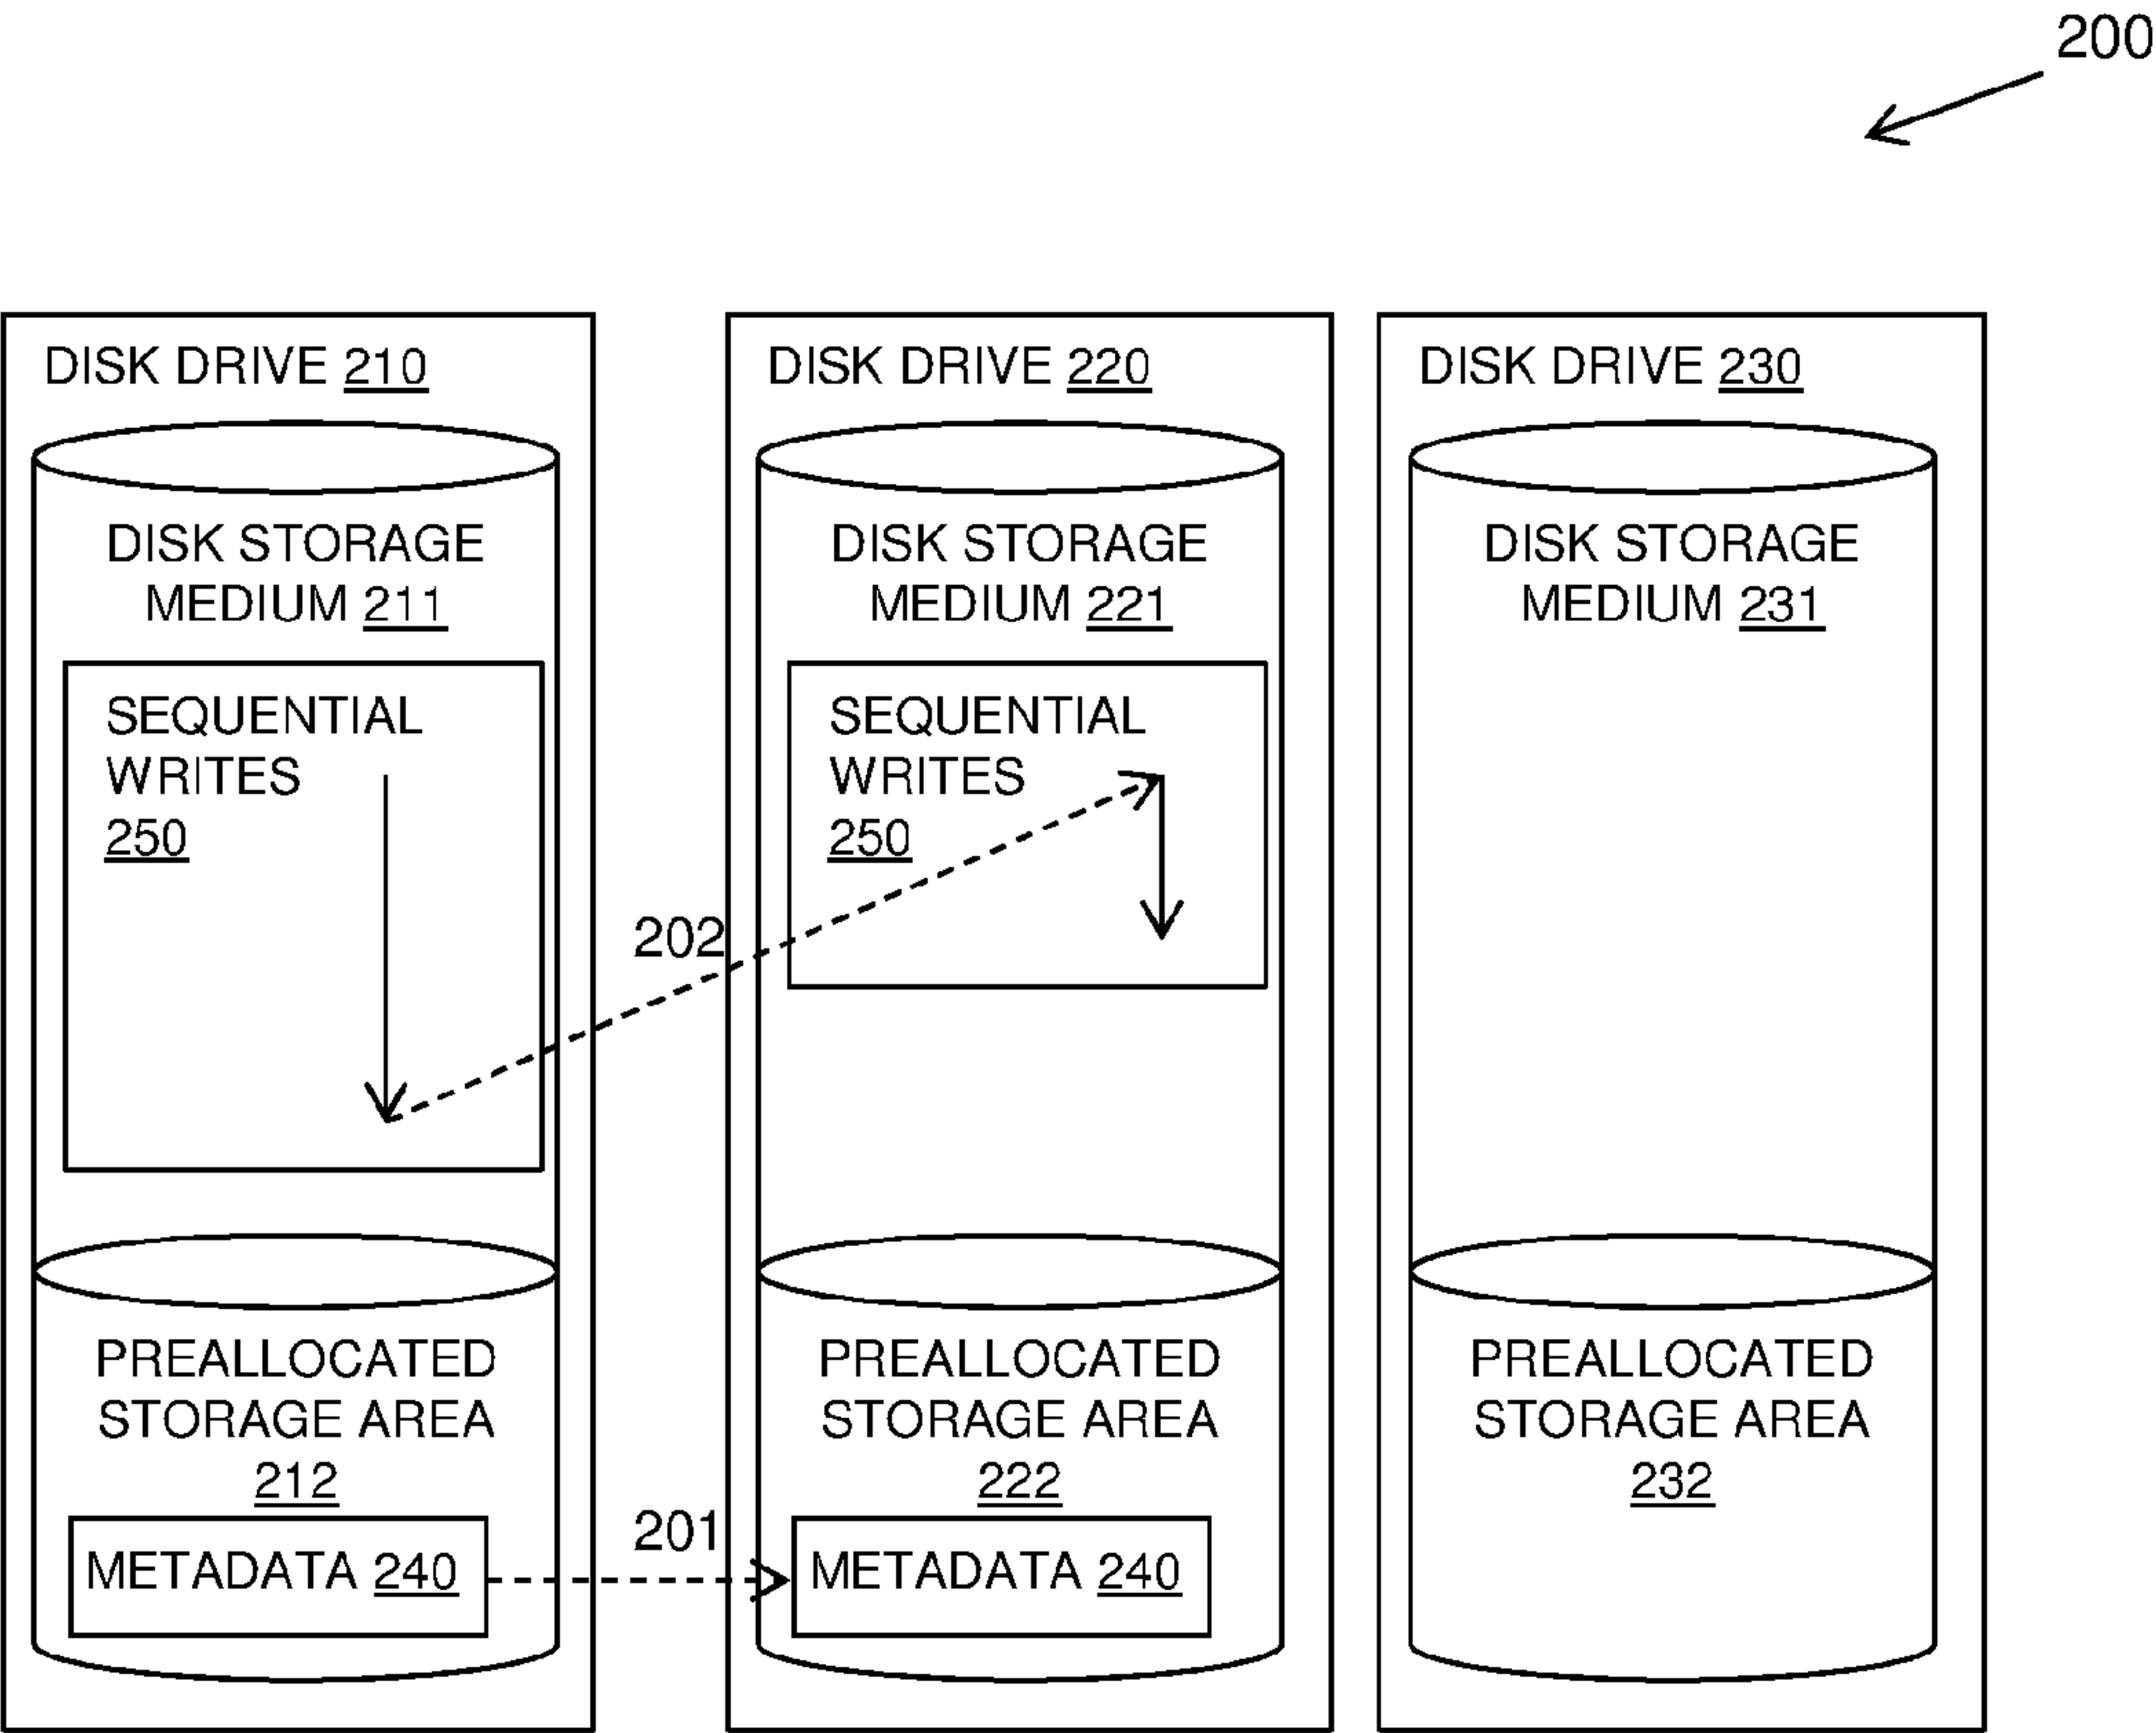 200
DISK DRIVE 210
DISK STORAGE
MEDIUM 211
SEQUENTIAL
WRITES
250
PREALLOCATED
STORAGE AREA
212
METADATA 240
202
201
DISK DRIVE 220
DISK STORAGE
MEDIUM 221
SEQUENTIAL
WRITES
250
PREALLOCATED
STORAGE AREA
222
METADATA 240
DISK DRIVE 230
DISK STORAGE
MEDIUM 231
PREALLOCATED
STORAGE AREA
232